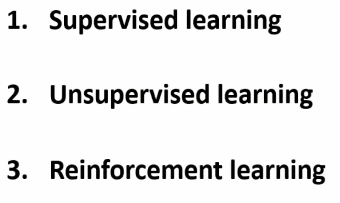 1. Supervised learning
2. Unsupervised learning
3. Reinforcement learning